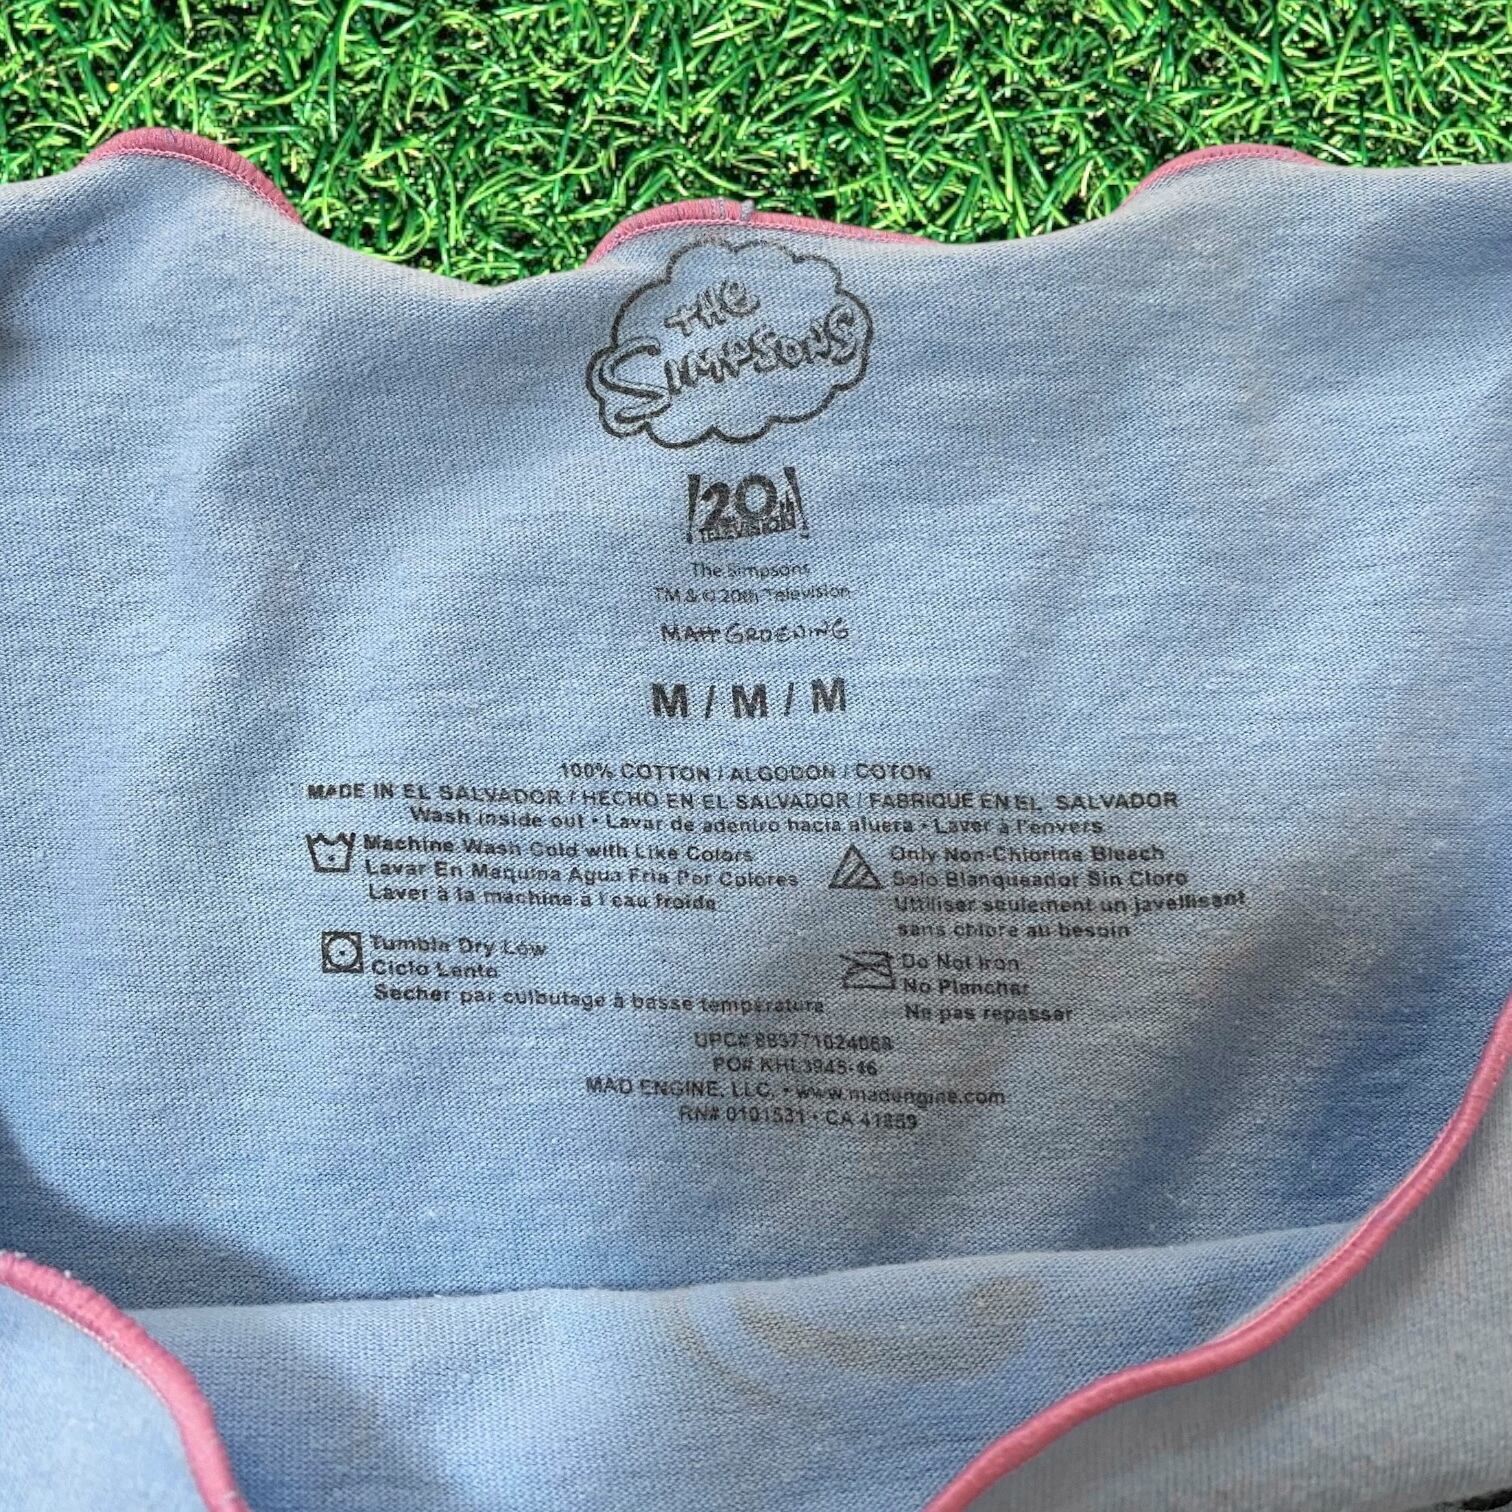 THE
SIMPSONS
20th
TELEVISION
The Simpsons
TM & © 20th Television
MATT GROENING
M / M / M
100% COTTON / ALGODON / COTON
MADE IN EL SALVADOR / HECHO EN EL SALVADOR / FABRIQUE EN EL SALVADOR
Wash inside out • Lavar de adentro hacia afuera • Laver à l'envers
Machine Wash Cold with Like Colors
Lavar En Maquina Agua Fria Por Colores
Laver à la machine à l'eau froide
Only Non-Chlorine Bleach
Solo Blanqueador Sin Cloro
Utiliser seulement un javellisant
sans chlore au besoin
Tumble Dry Low
Ciclo Lento
Secher par culbutage à basse température
Do Not Iron
No Planchar
Ne pas repasser
UPC# 883771024068
PO# KHL3945-46
MAD ENGINE, LLC. • www.madengine.com
RN# 0101531 • CA 41859